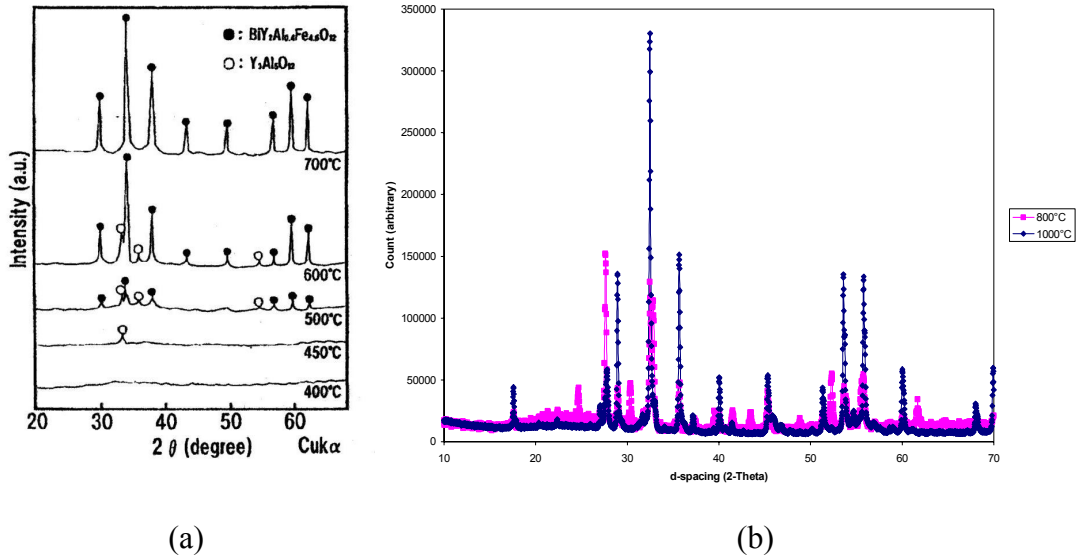 ● : BiY₂Al₀.₄Fe₄.₆O₁₂
○ : Y₃Al₅O₁₂
Intensity (a.u.)
700℃
600℃
500℃
450℃
400℃
20 30 40 50 60
2 θ (degree) Cukα
(a)
350000
300000
250000
200000
150000
100000
50000
0
Count (arbitrary)
10 20 30 40 50 60 70
d-spacing (2-Theta)
800°C
1000°C
(b)